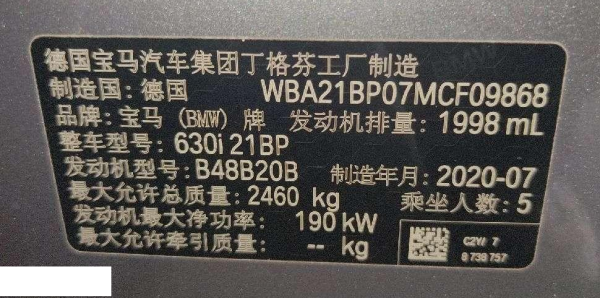 德国宝马汽车集团丁格芬工厂制造
制造国: 德国 WBA21BP07MCF09868
品牌: 宝马 (BMW) 牌 发动机排量: 1998 mL
整车型号: 630i 21BP
发动机型号: B48B20B 制造年月: 2020-07
最大允许总质量: 2460 kg 乘坐人数: 5
发动机最大净功率: 190 kW
最大允许牵引质量: -- kg
7
8 738 757